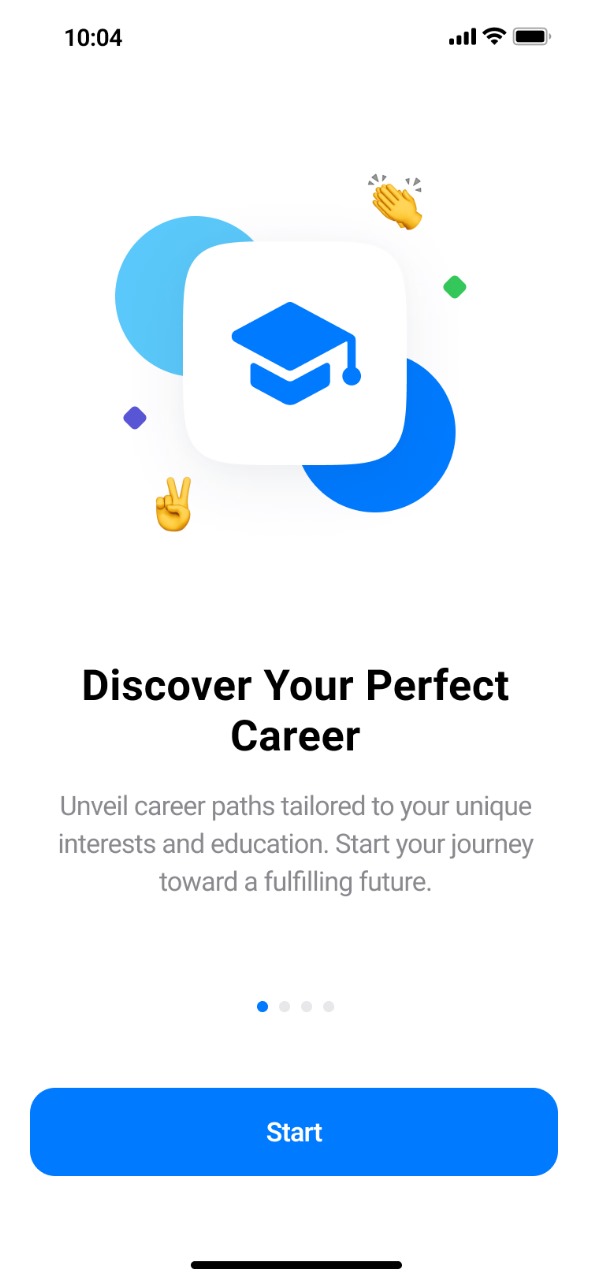 10:04
Discover Your Perfect
Career
Unveil career paths tailored to your unique
interests and education. Start your journey
toward a fulfilling future.
Start